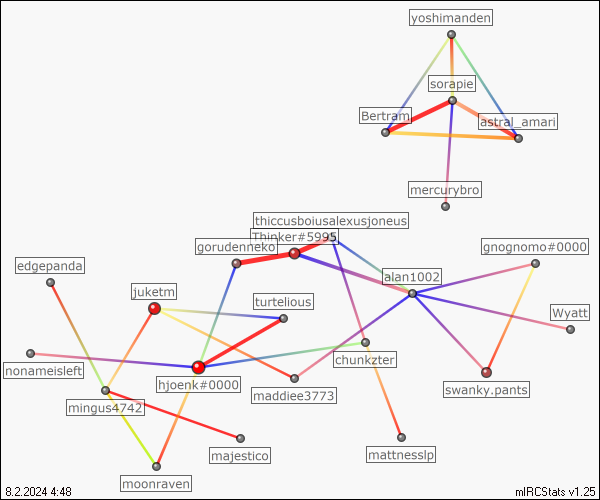 yoshimanden
sorapie
Bertram
astral_amari
mercurybro
thiccusboiusalexusjoneus
Thinker#5995
gorudenneko
gnognomo#0000
edgepanda
alan1002
juketm
turtelious
Wyatt
chunkzter
nonameisleft
hjoenk#0000
maddiee3773
swanky.pants
mingus4742
majestico
mattnesslp
moonraven
8.2.2024 4:48
mIRCStats v1.25